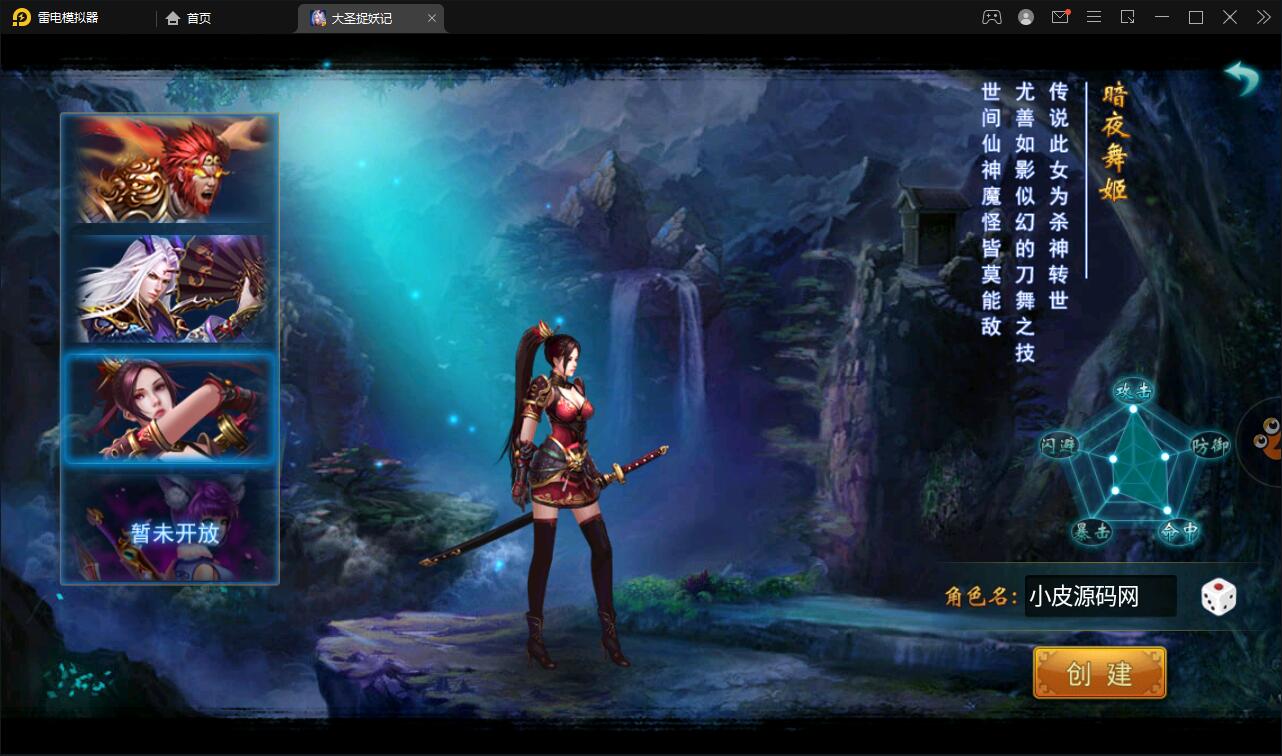 雷电模拟器
首页
大圣捉妖记
暗夜舞姬
传说此女为杀神转世
尤善如影似幻的刀舞之技
世间仙神魔怪皆莫能敌
暂未开放
攻击
闪避
防御
暴击
命中
角色名：
小皮源码网
创建